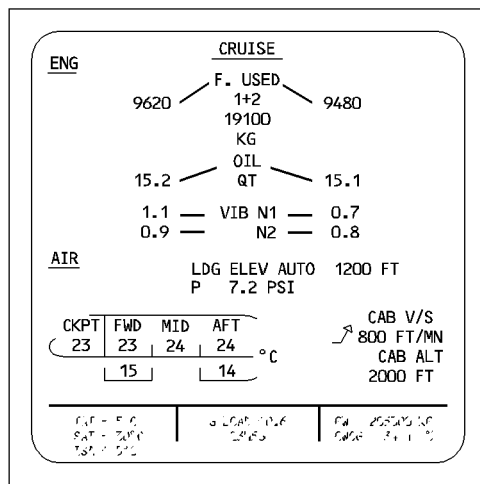 CRUISE
ENG
F. USED
9620 1+2 9480
19100
KG
OIL
15.2 QT 15.1
1.1 VIB N1 0.7
0.9 N2 0.8
AIR
LDG ELEV AUTO 1200 FT
P 7.2 PSI
CKPT FWD MID AFT
23 23 24 24 °C
15 14
CAB V/S
800 FT/MN
CAB ALT
2000 FT